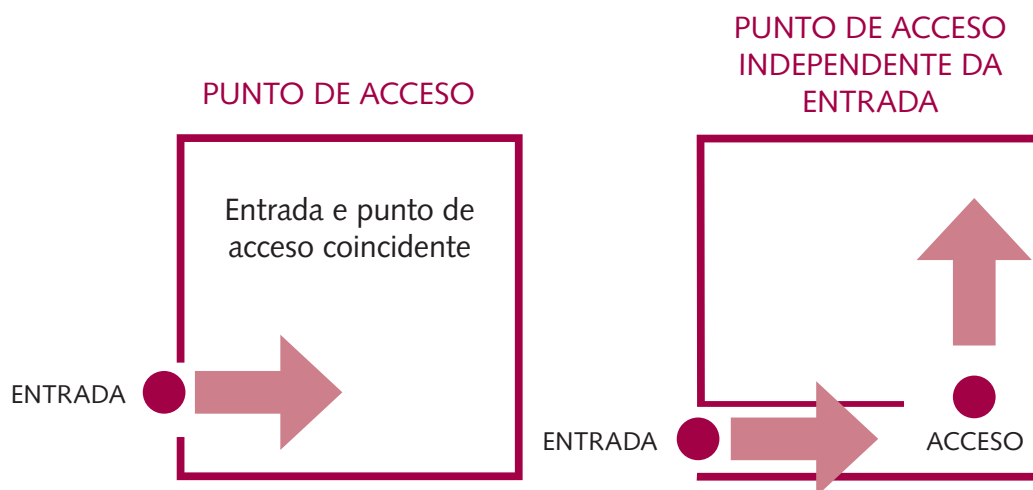 PUNTO DE ACCESO
Entrada e punto de
acceso coincidente
ENTRADA
PUNTO DE ACCESO
INDEPENDENTE DA
ENTRADA
ENTRADA
ACCESO